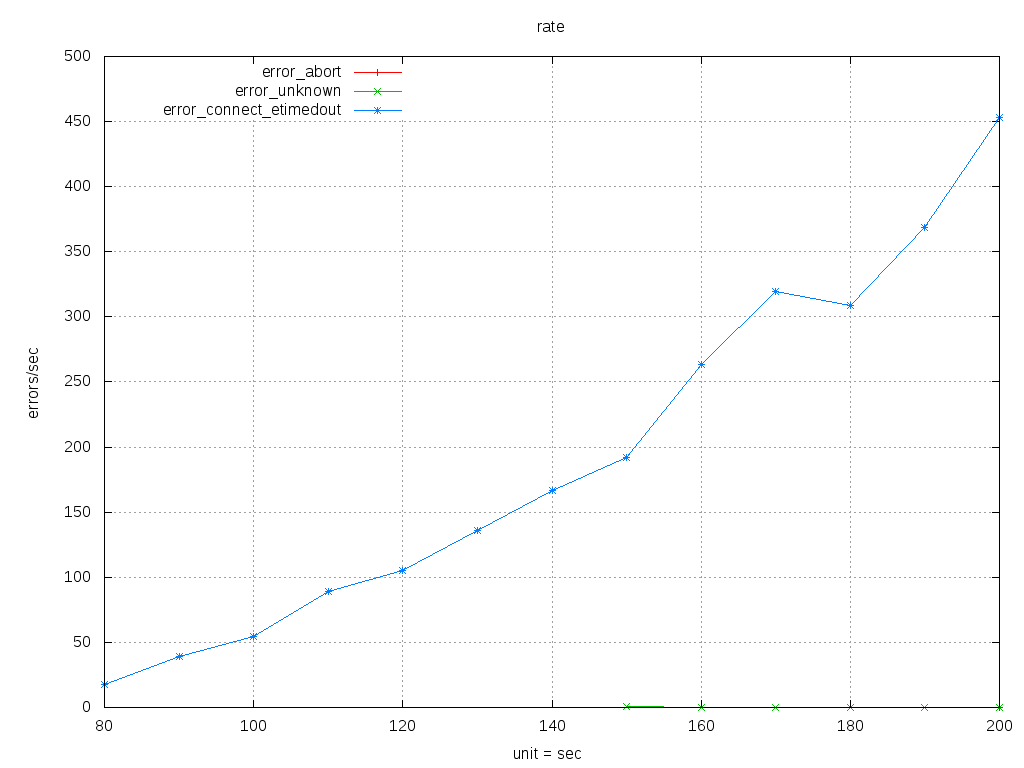 rate
500
450
400
350
300
250
200
150
100
50
0
errors/sec
error_abort
error_unknown
error_connect_etimedout
80 100 120 140 160 180 200
unit = sec